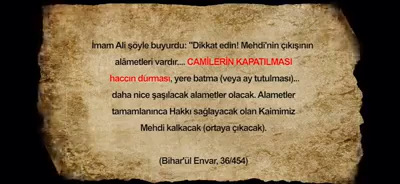 İmam Ali şöyle buyurdu: "Dikkat edin! Mehdi'nin çıkışının
alâmetleri vardır.... CAMİLERİN KAPATILMASI
haccın durması, yere batma (veya ay tutulması)...
daha nice şaşılacak alametler olacak. Alametler
tamamlanınca Hakkı sağlayacak olan Kaimimiz
Mehdi kalkacak (ortaya çıkacak).
(Bihar'ül Envar, 36/454)